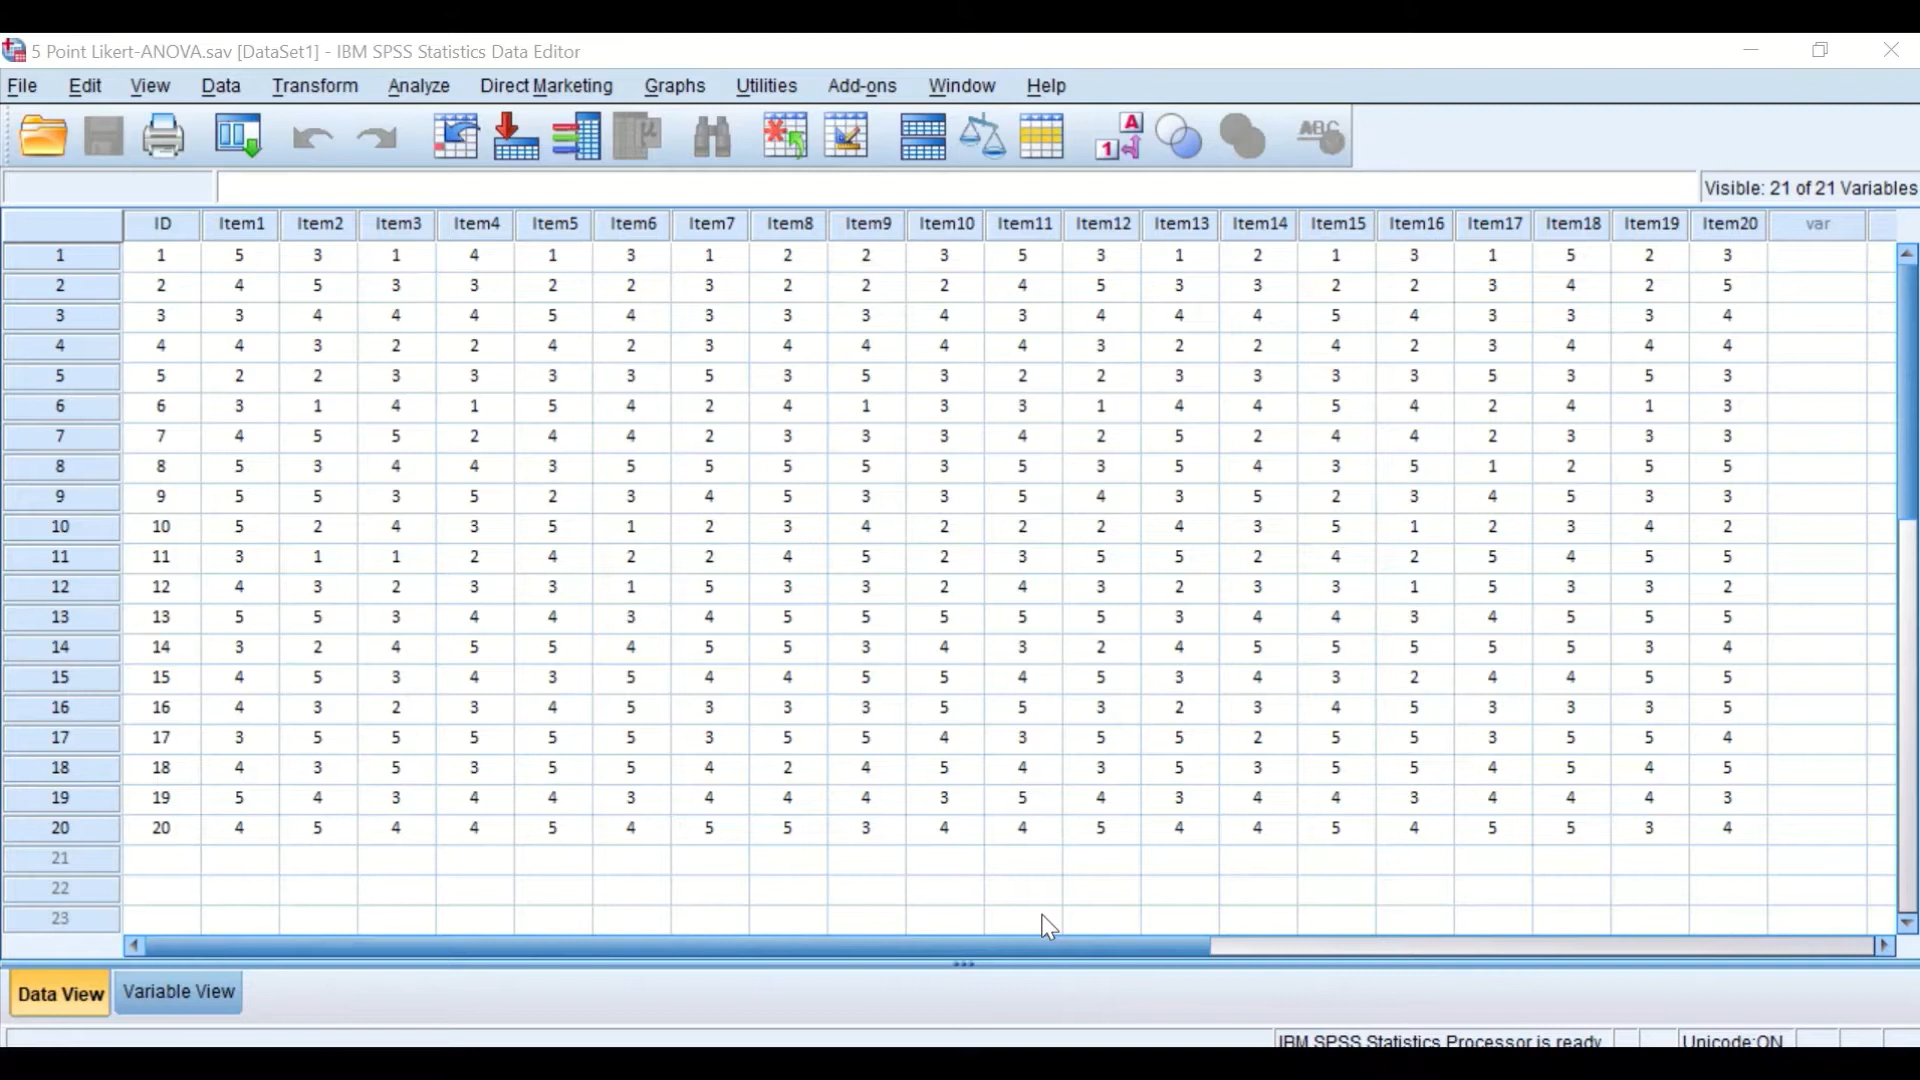 5 Point Likert-ANOVA.sav [DataSet1] - IBM SPSS Statistics Data Editor
File Edit View Data Transform Analyze Direct Marketing Graphs Utilities Add-ons Window Help
A
1
ABC
Visible: 21 of 21 Variables
ID Item1 Item2 Item3 Item4 Item5 Item6 Item7 Item8 Item9 Item10 Item11 Item12 Item13 Item14 Item15 Item16 Item17 Item18 Item19 Item20 var
1 1 5 3 1 4 1 3 1 2 2 3 5 3 1 2 1 3 1 5 2 3
2 2 4 5 3 3 2 2 3 2 2 2 4 5 3 3 2 2 3 4 2 5
3 3 3 4 4 4 5 4 3 3 3 4 3 4 4 4 5 4 3 3 3 4
4 4 4 3 2 2 4 2 3 4 4 4 4 3 2 2 4 2 3 4 4 4
5 5 2 2 3 3 3 3 5 3 5 3 2 2 3 3 3 3 5 3 5 3
6 6 3 1 4 1 5 4 2 4 1 3 3 1 4 4 5 4 2 4 1 3
7 7 4 5 5 2 4 4 2 3 3 3 4 2 5 2 4 4 2 3 3 3
8 8 5 3 4 4 3 5 5 5 5 3 5 3 5 4 3 5 1 2 5 5
9 9 5 5 3 5 2 3 4 5 3 3 5 4 3 5 2 3 4 5 3 3
10 10 5 2 4 3 5 1 2 3 4 2 2 2 4 3 5 1 2 3 4 2
11 11 3 1 1 2 4 2 2 4 5 2 3 5 5 2 4 2 5 4 5 5
12 12 4 3 2 3 3 1 5 3 3 2 4 3 2 3 3 1 5 3 3 2
13 13 5 5 3 4 4 3 4 5 5 5 5 5 3 4 4 3 4 5 5 5
14 14 3 2 4 5 5 4 5 5 3 4 3 2 4 5 5 5 5 5 3 4
15 15 4 5 3 4 3 5 4 4 5 5 4 5 3 4 3 2 4 4 5 5
16 16 4 3 2 3 4 5 3 3 3 5 5 3 2 3 4 5 3 3 3 5
17 17 3 5 5 5 5 5 3 5 5 4 3 5 5 2 5 5 3 5 5 4
18 18 4 3 5 3 5 5 4 2 4 5 4 3 5 3 5 5 4 5 4 5
19 19 5 4 3 4 4 3 4 4 4 3 5 4 3 4 4 3 4 4 4 3
20 20 4 5 4 4 5 4 5 5 3 4 4 5 4 4 5 4 5 5 3 4
21
22
23
Data View Variable View
IBM SPSS Statistics Processor is ready Unicode:ON